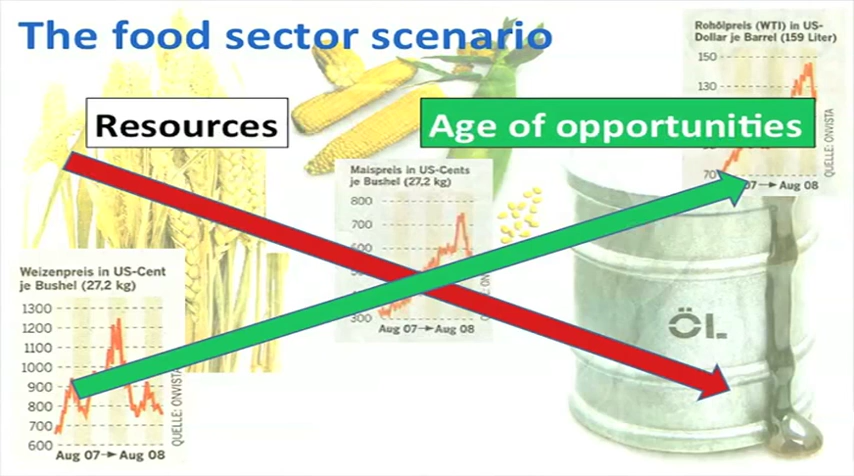 The food sector scenario
Rohölpreis (WTI) in US-
Dollar je Barrel (159 Liter)
150
130
70
07 → Aug 08
QUELLE: ONVISTA
Resources
Age of opportunities
Maispreis in US-Cents
je Bushel (27,2 kg)
800
700
600
300
Aug 07 → Aug 08
Weizenpreis in US-Cent
je Bushel (27,2 kg)
1300
1200
1100
1000
900
800
700
600
Aug 07 → Aug 08
QUELLE: ONVISTA
ÖL